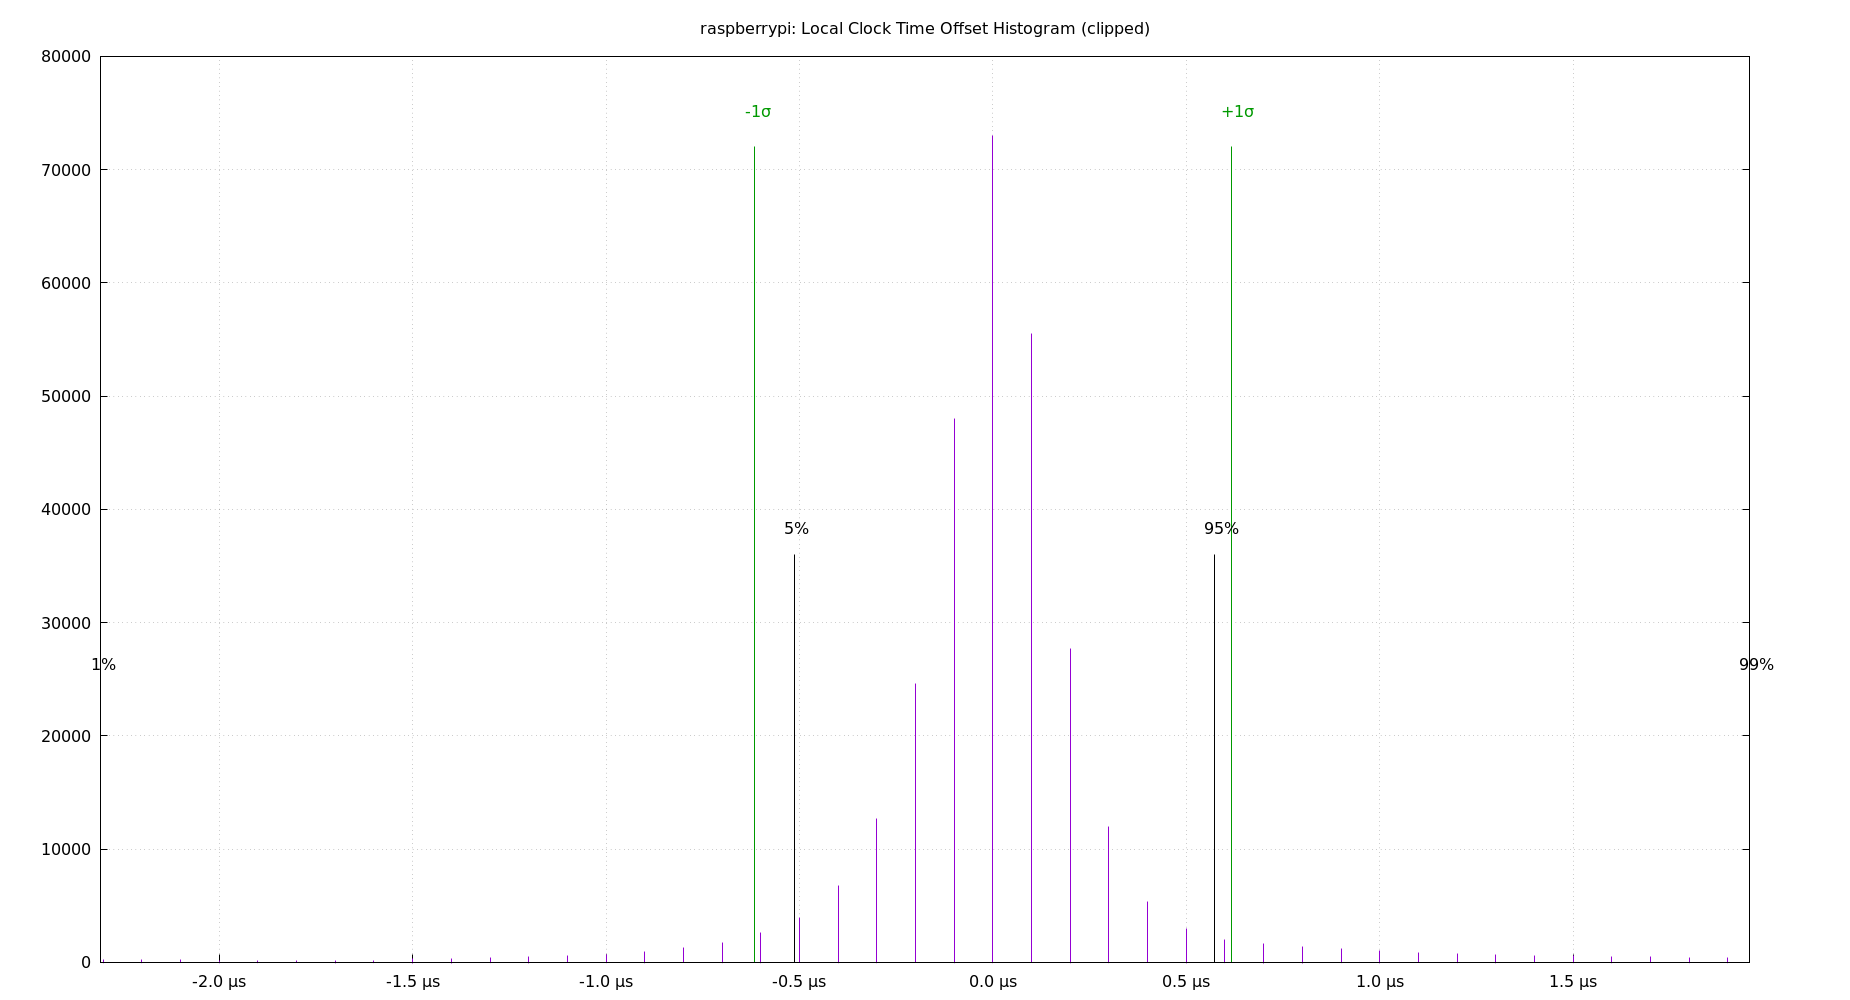 raspberrypi: Local Clock Time Offset Histogram (clipped)
80000
-1σ
+1σ
70000
60000
50000
40000
5%
95%
30000
1%
99%
20000
10000
0
-2.0 µs
-1.5 µs
-1.0 µs
-0.5 µs
0.0 µs
0.5 µs
1.0 µs
1.5 µs